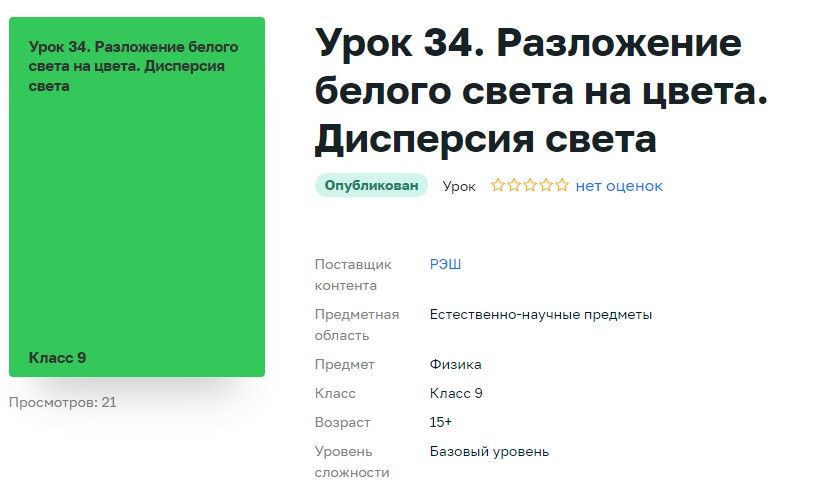 Урок 34. Разложение белого
света на цвета. Дисперсия
света
Класс 9
Просмотров: 21
Урок 34. Разложение
белого света на цвета.
Дисперсия света
Опубликован Урок нет оценок
Поставщик контента РЭШ
Предметная область Естественно-научные предметы
Предмет Физика
Класс Класс 9
Возраст 15+
Уровень сложности Базовый уровень